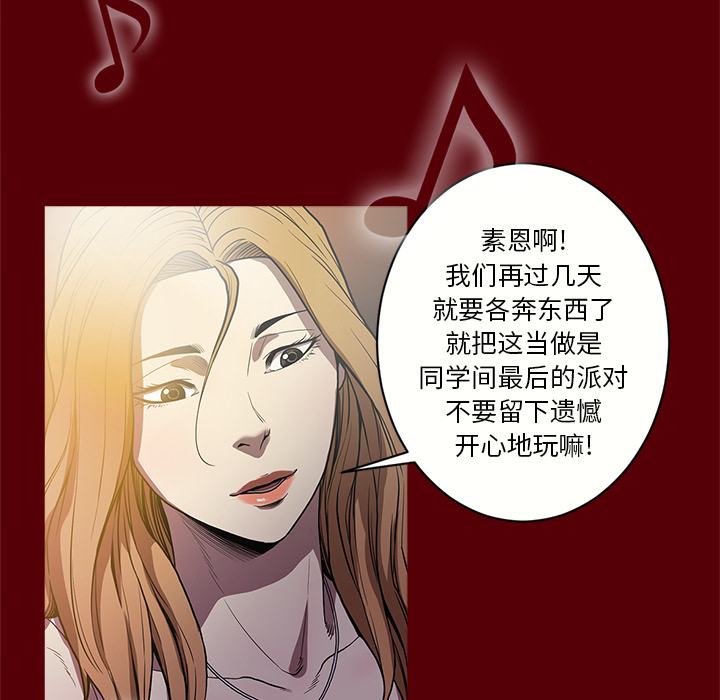 素恩啊!
我们再过几天
就要各奔东西了
就把这当做是
同学间最后的派对
不要留下遗憾
开心地玩嘛!